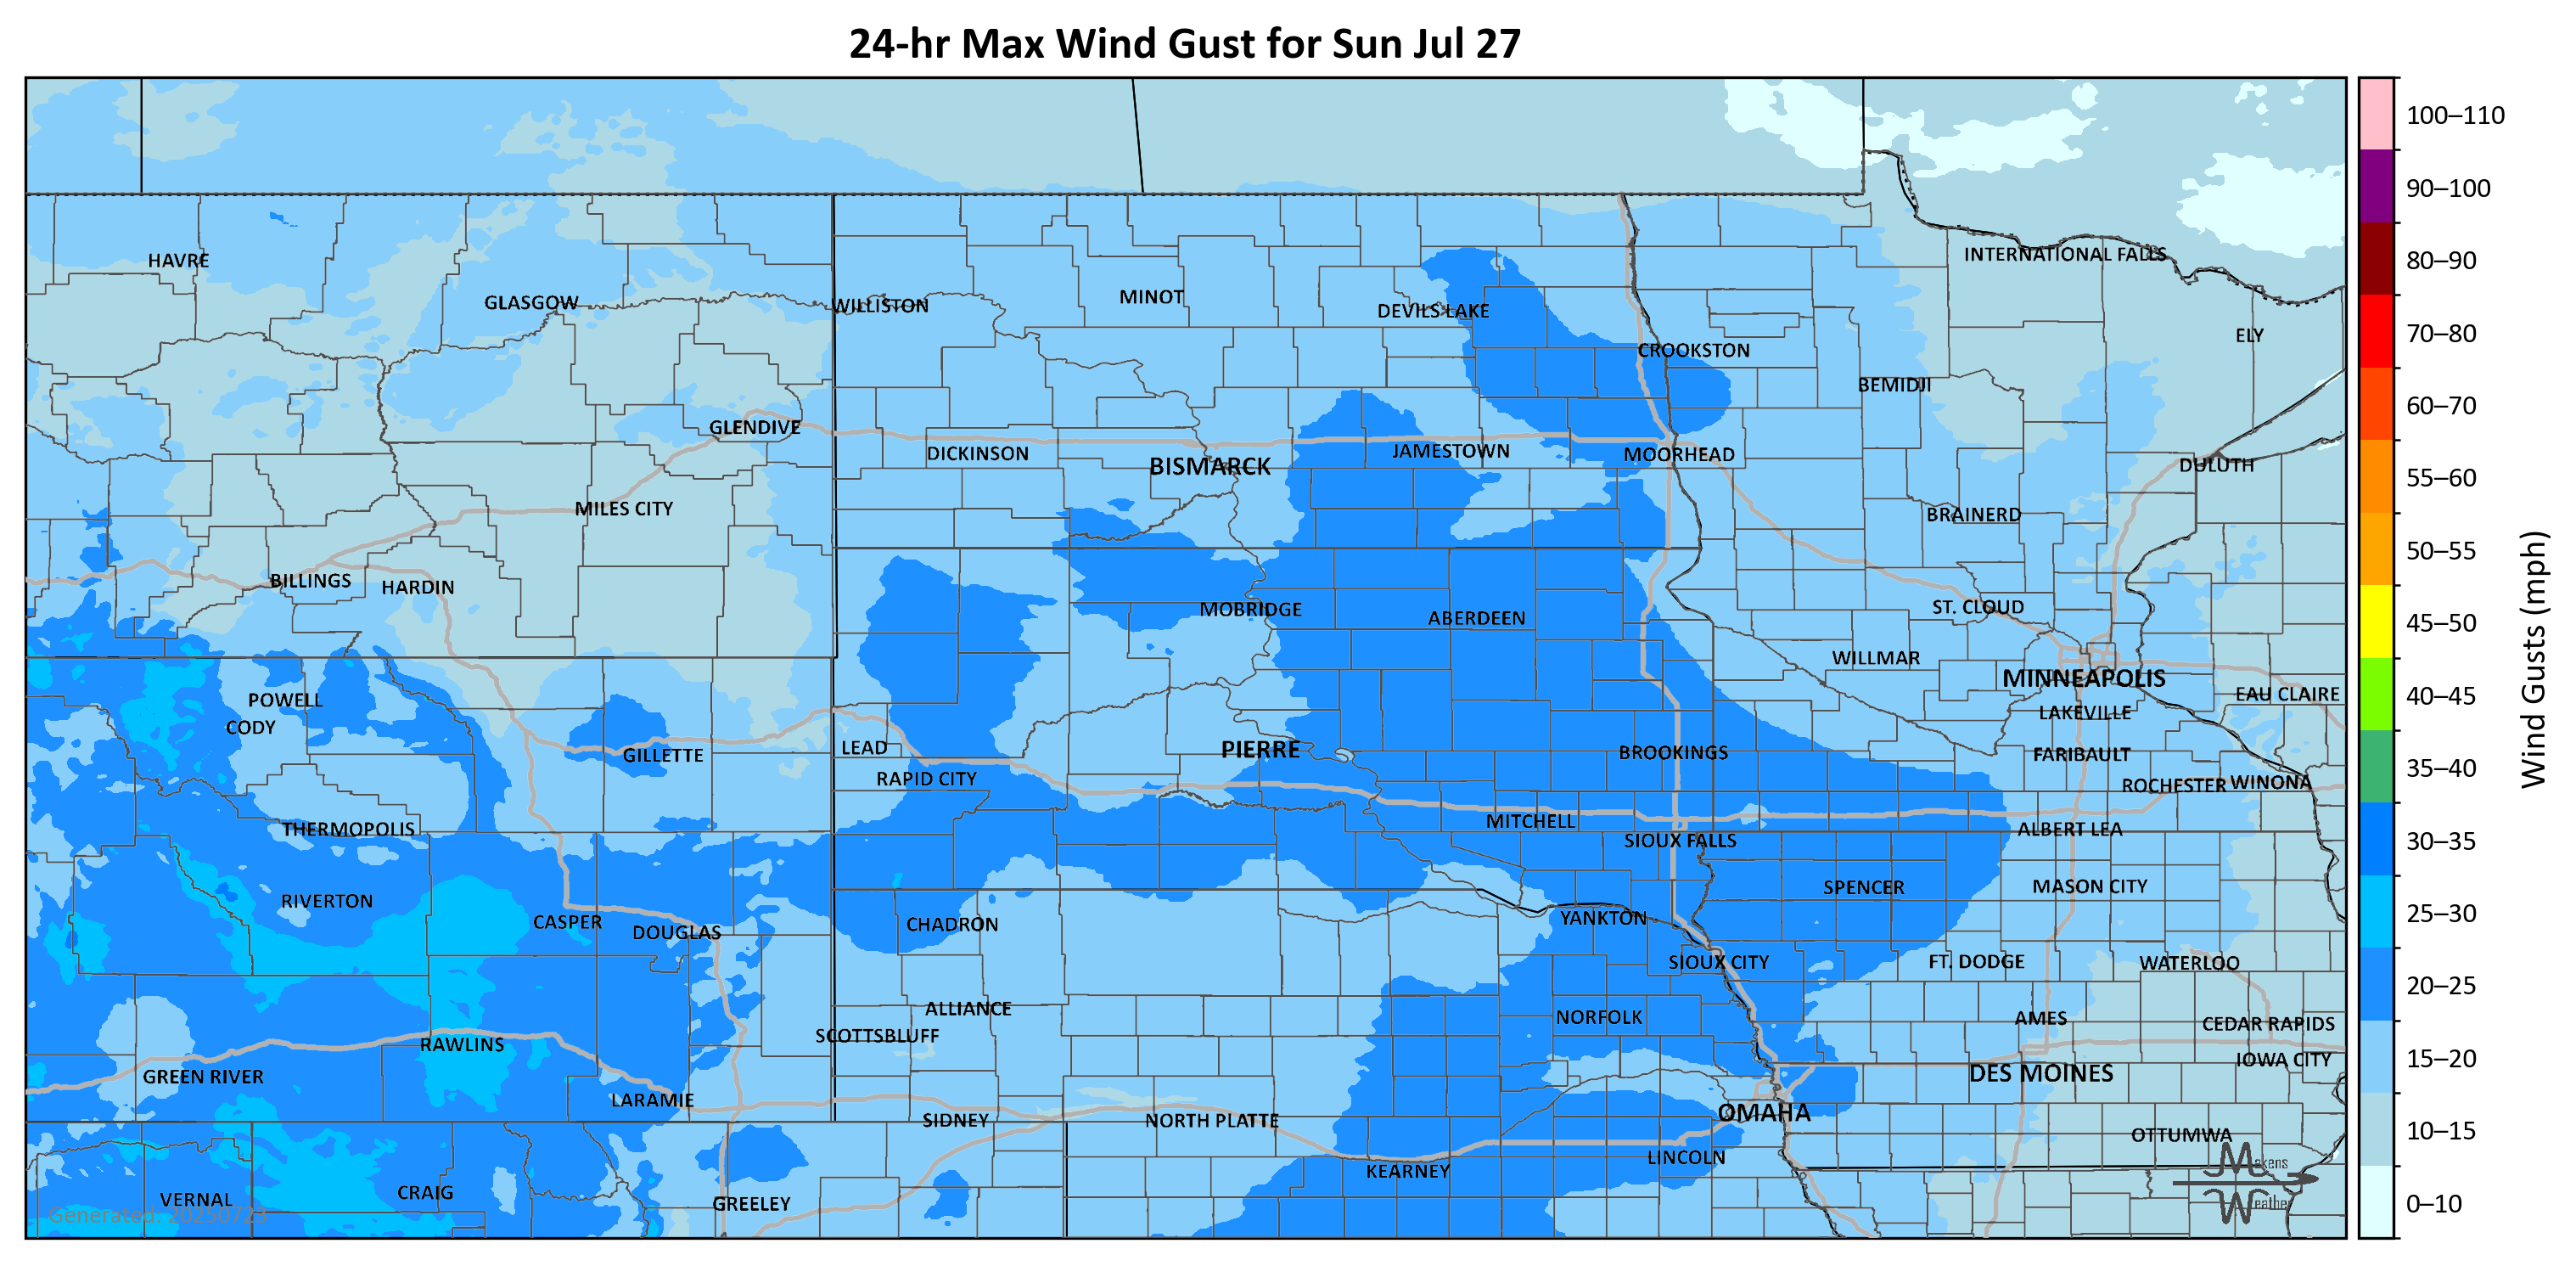 24-hr Max Wind Gust for Sun Jul 27
100–110
90–100
80–90
70–80
60–70
55–60
50–55
45–50
40–45
35–40
30–35
25–30
20–25
15–20
10–15
0–10
Wind Gusts (mph)
HAVRE
GLASGOW
WILLISTON
MINOT
DEVILS LAKE
INTERNATIONAL FALLS
ELY
CROOKSTON
BEMIDJI
GLENDIVE
DICKINSON
BISMARCK
JAMESTOWN
MOORHEAD
DULUTH
MILES CITY
BRAINERD
BILLINGS
HARDIN
MOBRIDGE
ABERDEEN
ST. CLOUD
WILLMAR
MINNEAPOLIS
EAU CLAIRE
POWELL
CODY
LAKEVILLE
GILLETTE
LEAD
PIERRE
BROOKINGS
FARIBAULT
RAPID CITY
ROCHESTER
WINONA
THERMOPOLIS
MITCHELL
SIOUX FALLS
ALBERT LEA
RIVERTON
SPENCER
MASON CITY
CASPER
DOUGLAS
CHADRON
YANKTON
SIOUX CITY
FT. DODGE
WATERLOO
ALLIANCE
NORFOLK
AMES
CEDAR RAPIDS
SCOTTSBLUFF
RAWLINS
IOWA CITY
GREEN RIVER
DES MOINES
LARAMIE
SIDNEY
NORTH PLATTE
OMAHA
OTTUMWA
LINCOLN
KEARNEY
VERNAL
CRAIG
GREELEY
Generated: 20250723
Makens
Weather